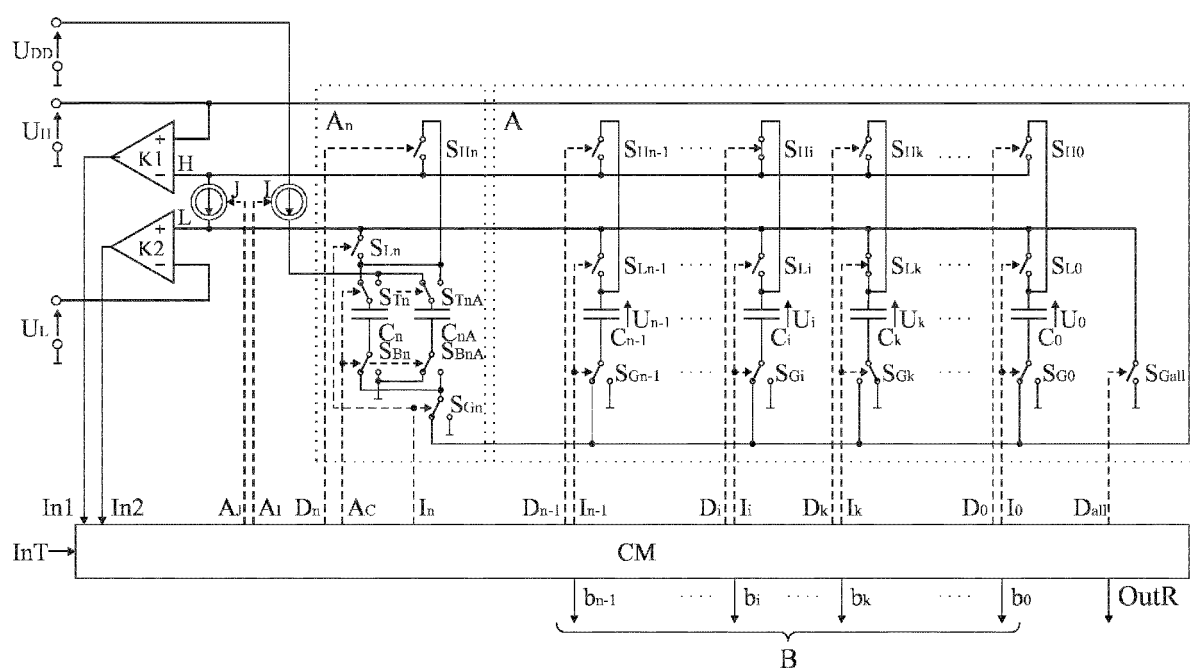 UDD
UH
UL
K1
+
−
H
K2
+
−
L
J
J
An
A
SHn
SHn-1
SHi
SHk
SH0
SLn
SLn-1
SLi
SLk
SL0
STn
STnA
Cn
CnA
SBn
SBnA
SGn
Cn-1
Un-1
Ci
Ui
Ck
Uk
C0
U0
SGn-1
SGi
SGk
SG0
SGall
In1
In2
AJ
A1
Dn
AC
In
Dn-1
In-1
Di
Ii
Dk
Ik
D0
I0
Dall
InT
CM
bn-1
bi
bk
b0
OutR
B